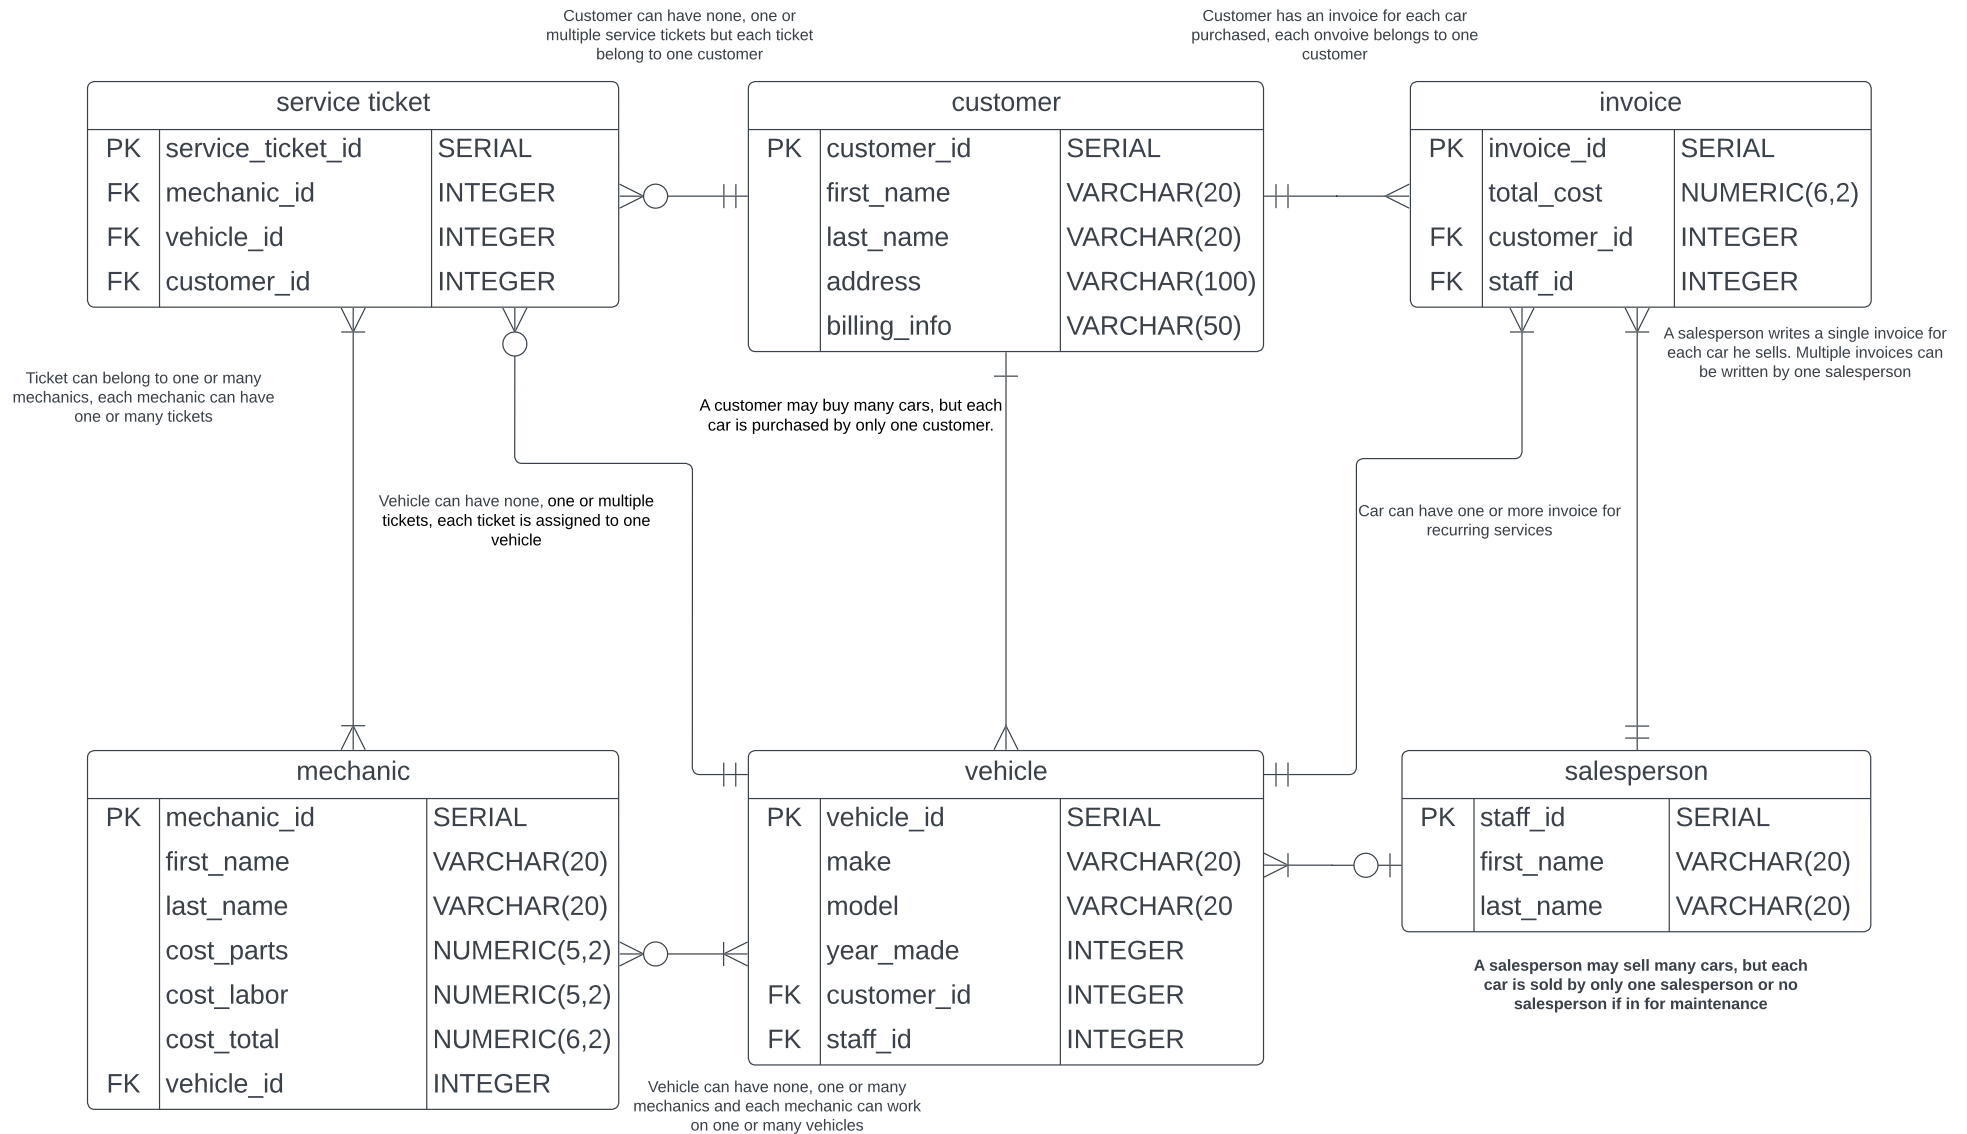 Customer can have none, one or
multiple service tickets but each ticket
belong to one customer
Customer has an invoice for each car
purchased, each onvoive belongs to one
customer
service ticket
PK service_ticket_id SERIAL
FK mechanic_id INTEGER
FK vehicle_id INTEGER
FK customer_id INTEGER
customer
PK customer_id SERIAL
first_name VARCHAR(20)
last_name VARCHAR(20)
address VARCHAR(100)
billing_info VARCHAR(50)
invoice
PK invoice_id SERIAL
total_cost NUMERIC(6,2)
FK customer_id INTEGER
FK staff_id INTEGER
A salesperson writes a single invoice for
each car he sells. Multiple invoices can
be written by one salesperson
Ticket can belong to one or many
mechanics, each mechanic can have
one or many tickets
A customer may buy many cars, but each
car is purchased by only one customer.
Vehicle can have none, one or multiple
tickets, each ticket is assigned to one
vehicle
Car can have one or more invoice for
recurring services
mechanic
PK mechanic_id SERIAL
first_name VARCHAR(20)
last_name VARCHAR(20)
cost_parts NUMERIC(5,2)
cost_labor NUMERIC(5,2)
cost_total NUMERIC(6,2)
FK vehicle_id INTEGER
vehicle
PK vehicle_id SERIAL
make VARCHAR(20)
model VARCHAR(20
year_made INTEGER
FK customer_id INTEGER
FK staff_id INTEGER
salesperson
PK staff_id SERIAL
first_name VARCHAR(20)
last_name VARCHAR(20)
A salesperson may sell many cars, but each
car is sold by only one salesperson or no
salesperson if in for maintenance
Vehicle can have none, one or many
mechanics and each mechanic can work
on one or many vehicles